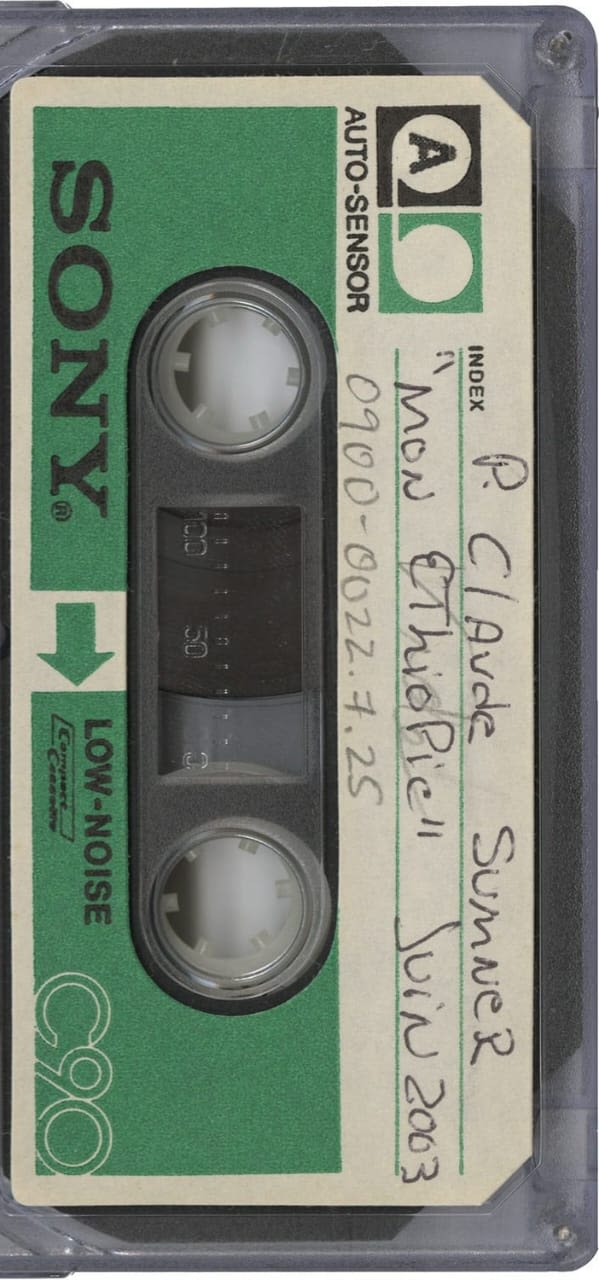 A
AUTO-SENSOR
INDEX
P. Claude Sumner
"Mon Ethiopie" Juin 2003
0900-0022.7.25
100 50 0
SONY®
LOW-NOISE
Compact Cassette
C90